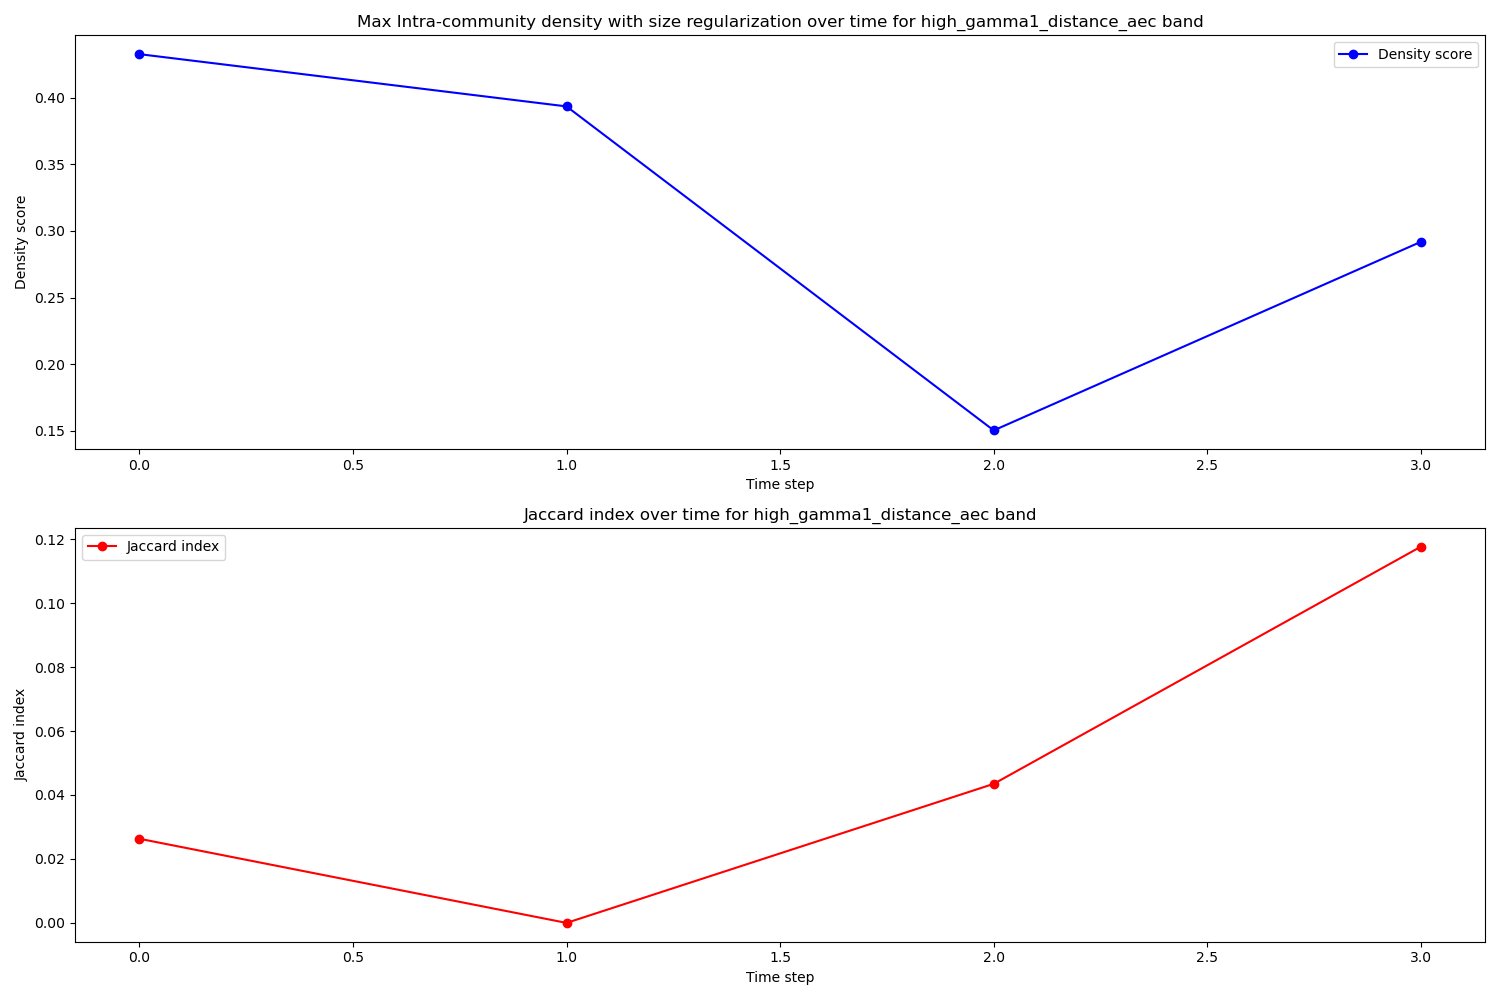 Max Intra-community density with size regularization over time for high_gamma1_distance_aec band
Density score
0.40
0.35
0.30
0.25
0.20
0.15
Density score
0.0 0.5 1.0 1.5 2.0 2.5 3.0
Time step
Jaccard index over time for high_gamma1_distance_aec band
Jaccard index
0.12
0.10
0.08
0.06
0.04
0.02
0.00
Jaccard index
0.0 0.5 1.0 1.5 2.0 2.5 3.0
Time step